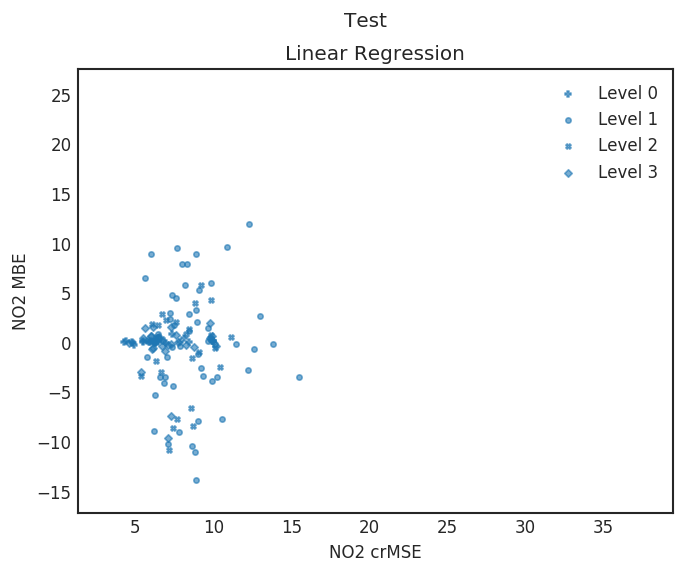 Test
Linear Regression
Level 0
Level 1
Level 2
Level 3
NO2 MBE
25
20
15
10
5
0
−5
−10
−15
5 10 15 20 25 30 35
NO2 crMSE